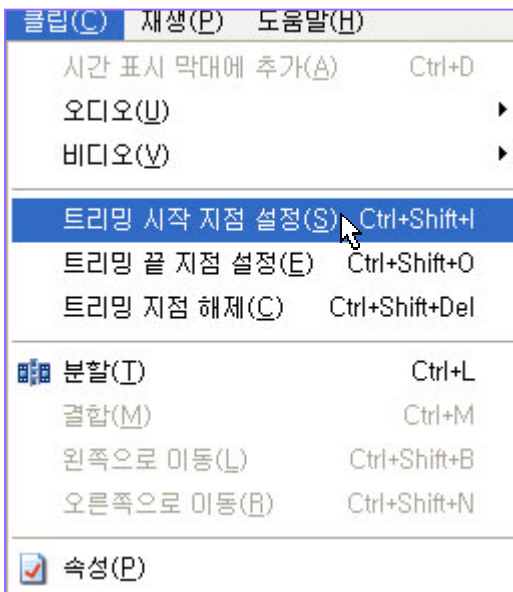 클립(C) 재생(P) 도움말(H)
시간 표시 막대에 추가(A) Ctrl+D
오디오(U)
비디오(V)
트리밍 시작 지점 설정(S) Ctrl+Shift+I
트리밍 끝 지점 설정(E) Ctrl+Shift+O
트리밍 지점 해제(C) Ctrl+Shift+Del
분할(T) Ctrl+L
결합(M) Ctrl+M
왼쪽으로 이동(L) Ctrl+Shift+B
오른쪽으로 이동(R) Ctrl+Shift+N
속성(P)